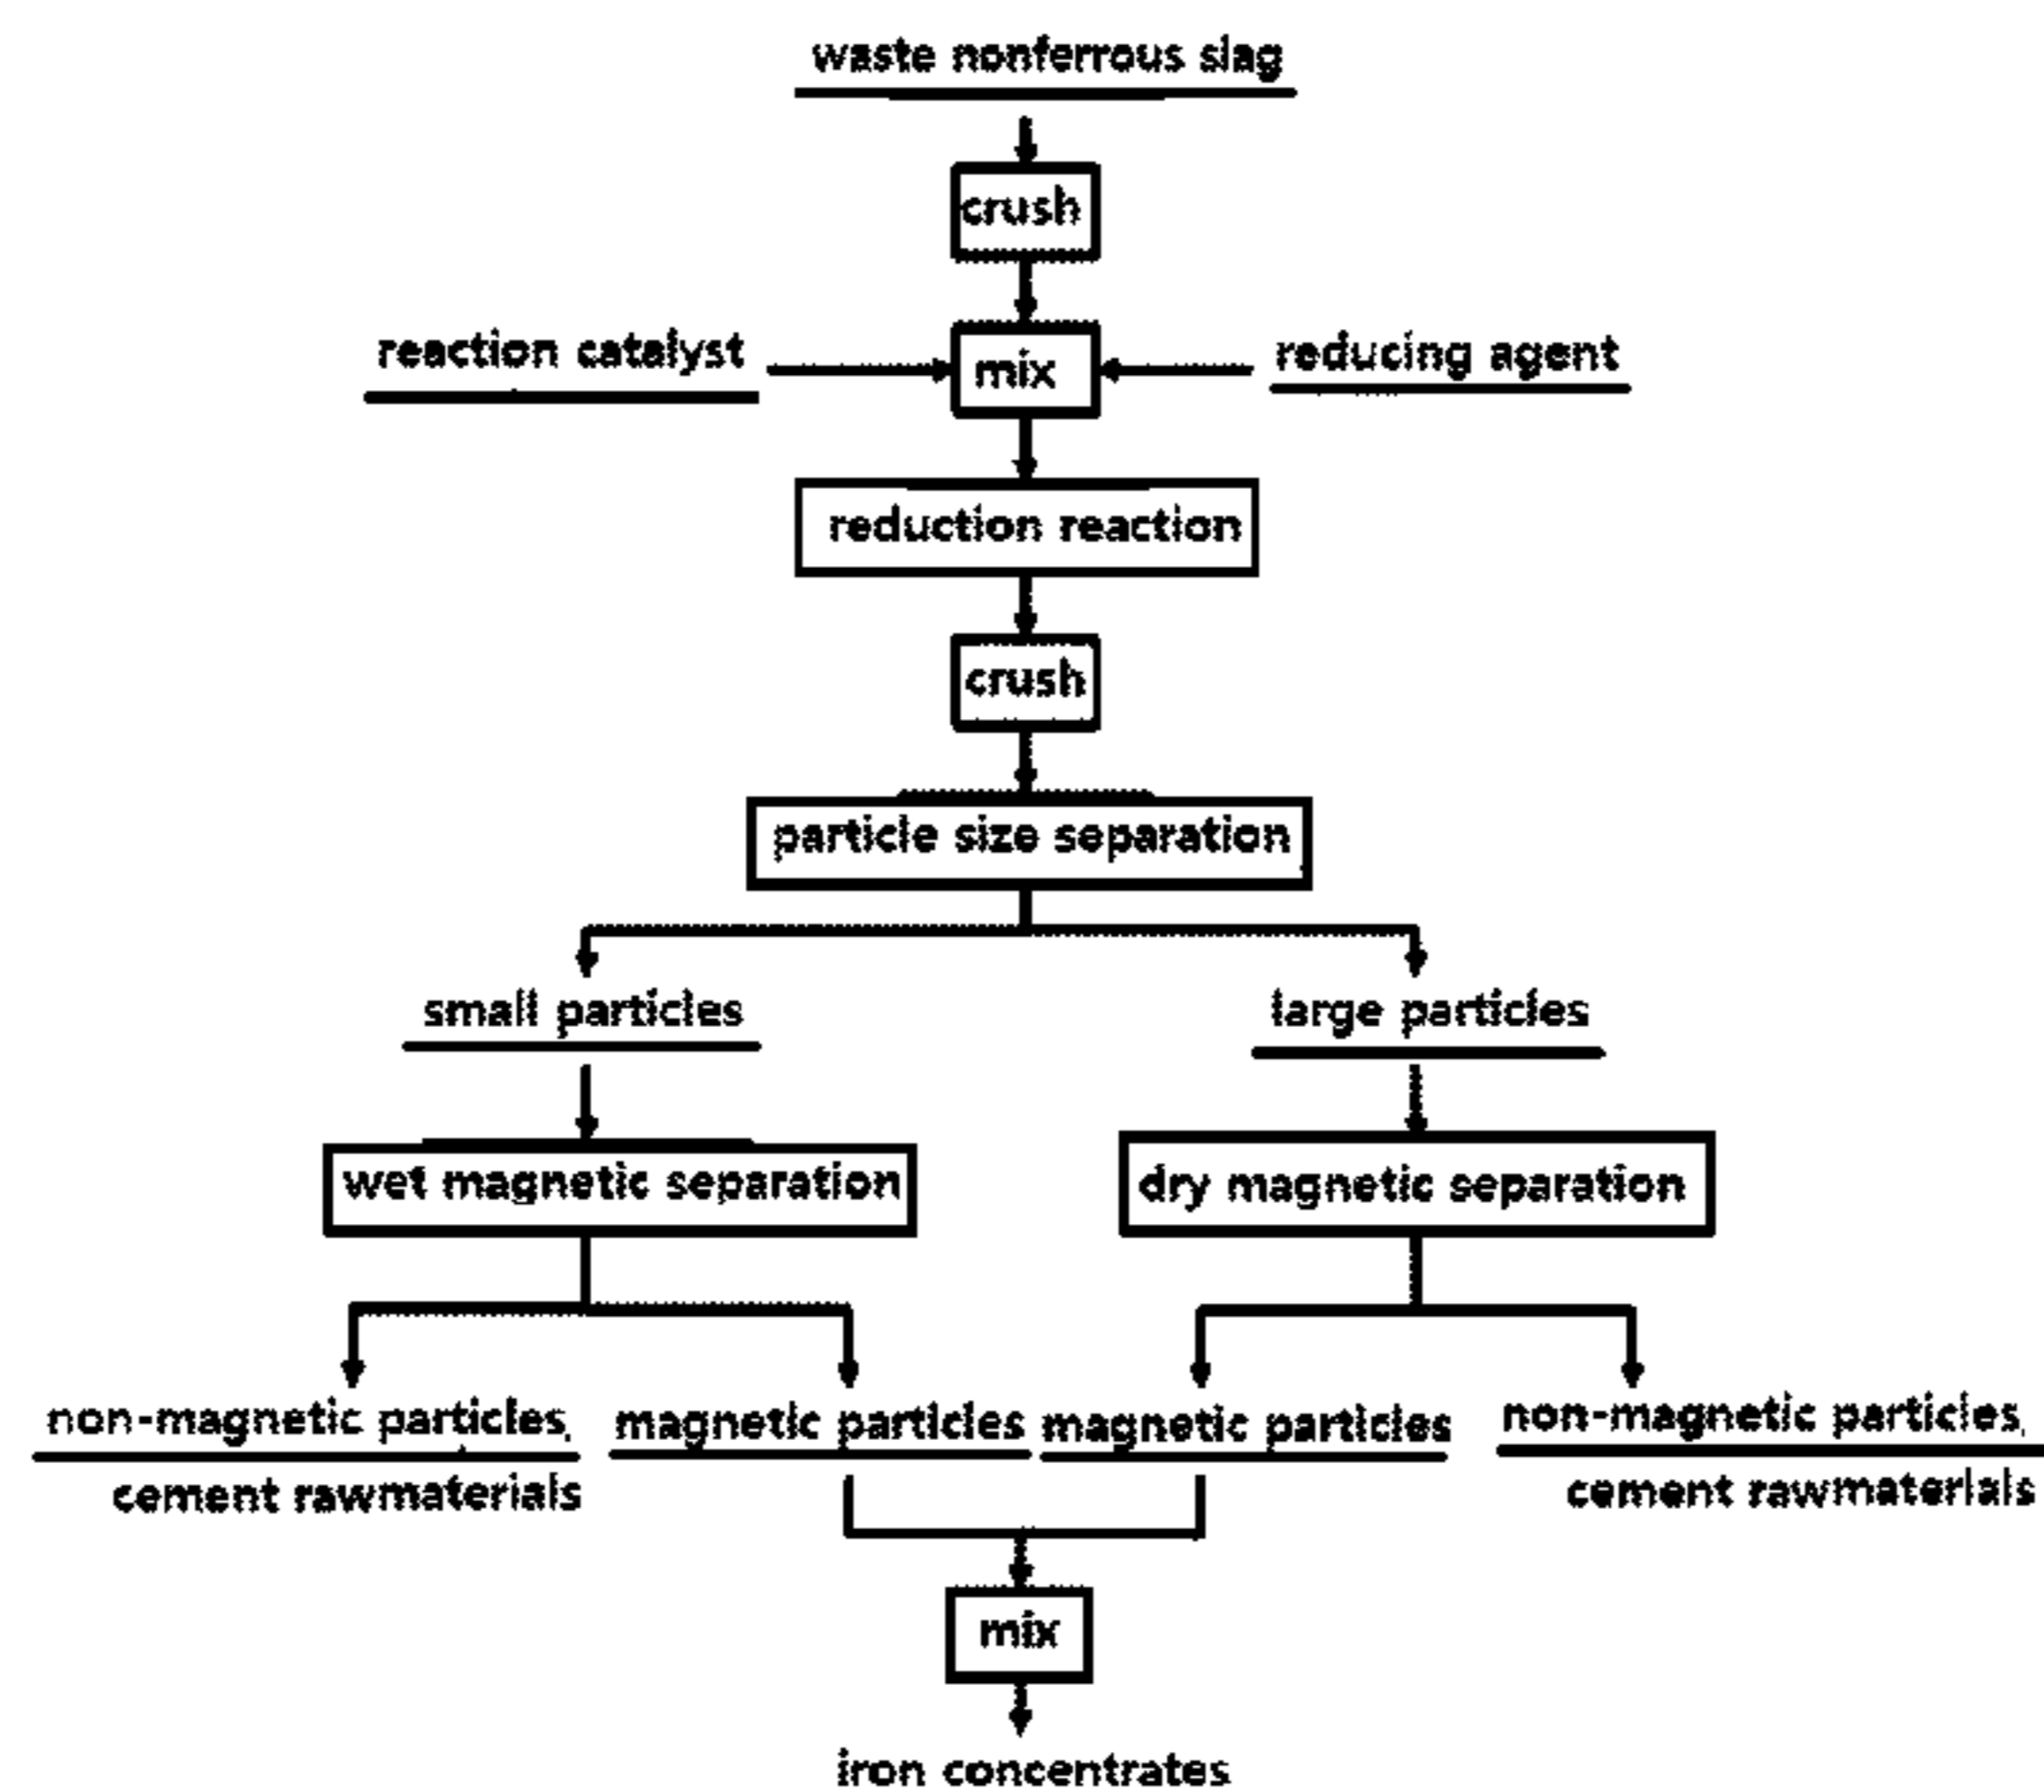 waste nonferrous slag
crush
reaction catalyst
mix
reducing agent
reduction reaction
crush
particle size separation
small particles
large particles
wet magnetic separation
dry magnetic separation
non-magnetic particles,
cement rawmaterials
magnetic particles
magnetic particles
non-magnetic particles,
cement rawmaterials
mix
iron concentrates